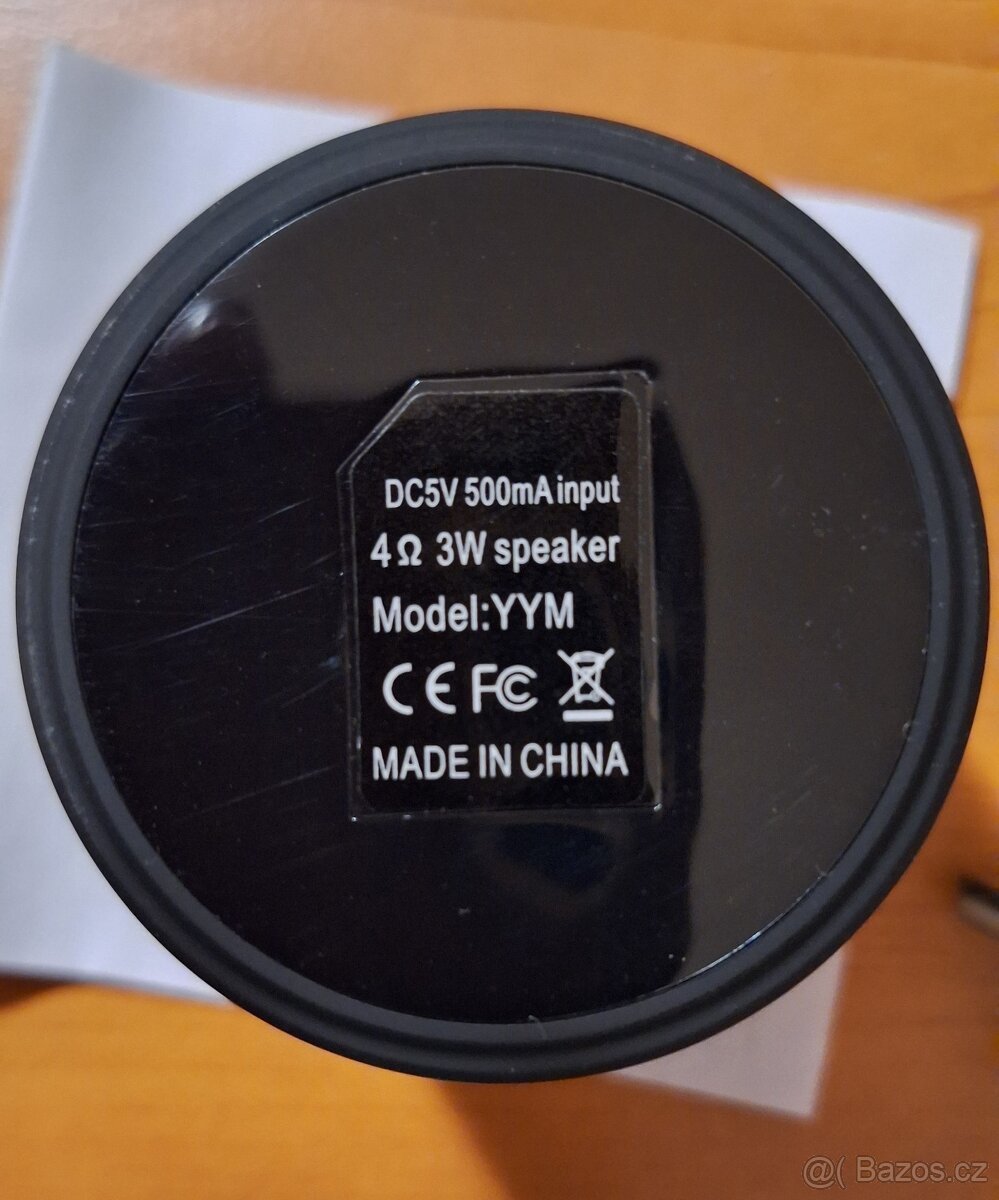 DC5V 500mA input
4Ω 3W speaker
Model:YYM
CE FC
MADE IN CHINA
@( Bazos.cz